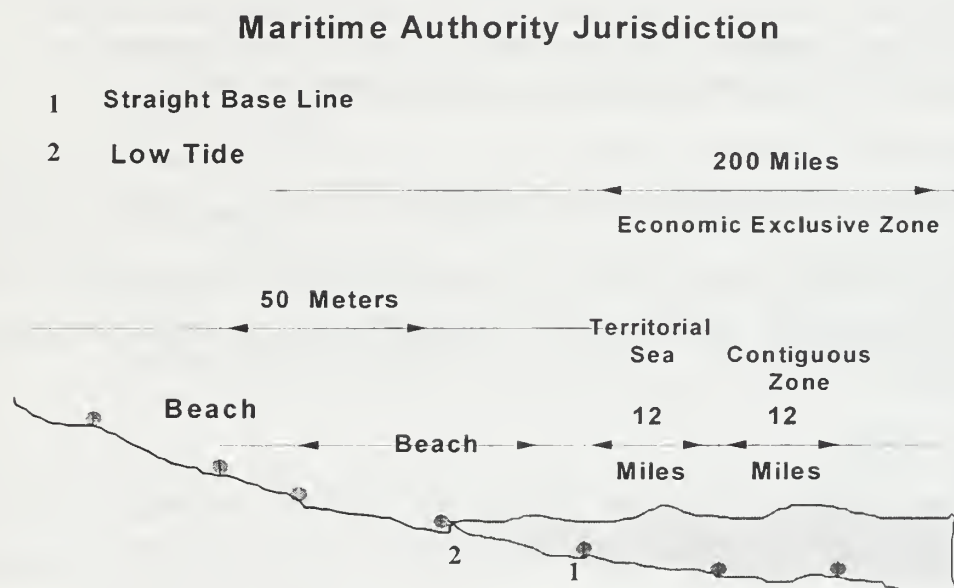 Maritime Authority Jurisdiction
1 Straight Base Line
2 Low Tide
200 Miles
Economic Exclusive Zone
50 Meters
Territorial
Sea
Contiguous
Zone
Beach
12
12
Beach
Miles
Miles
2
1